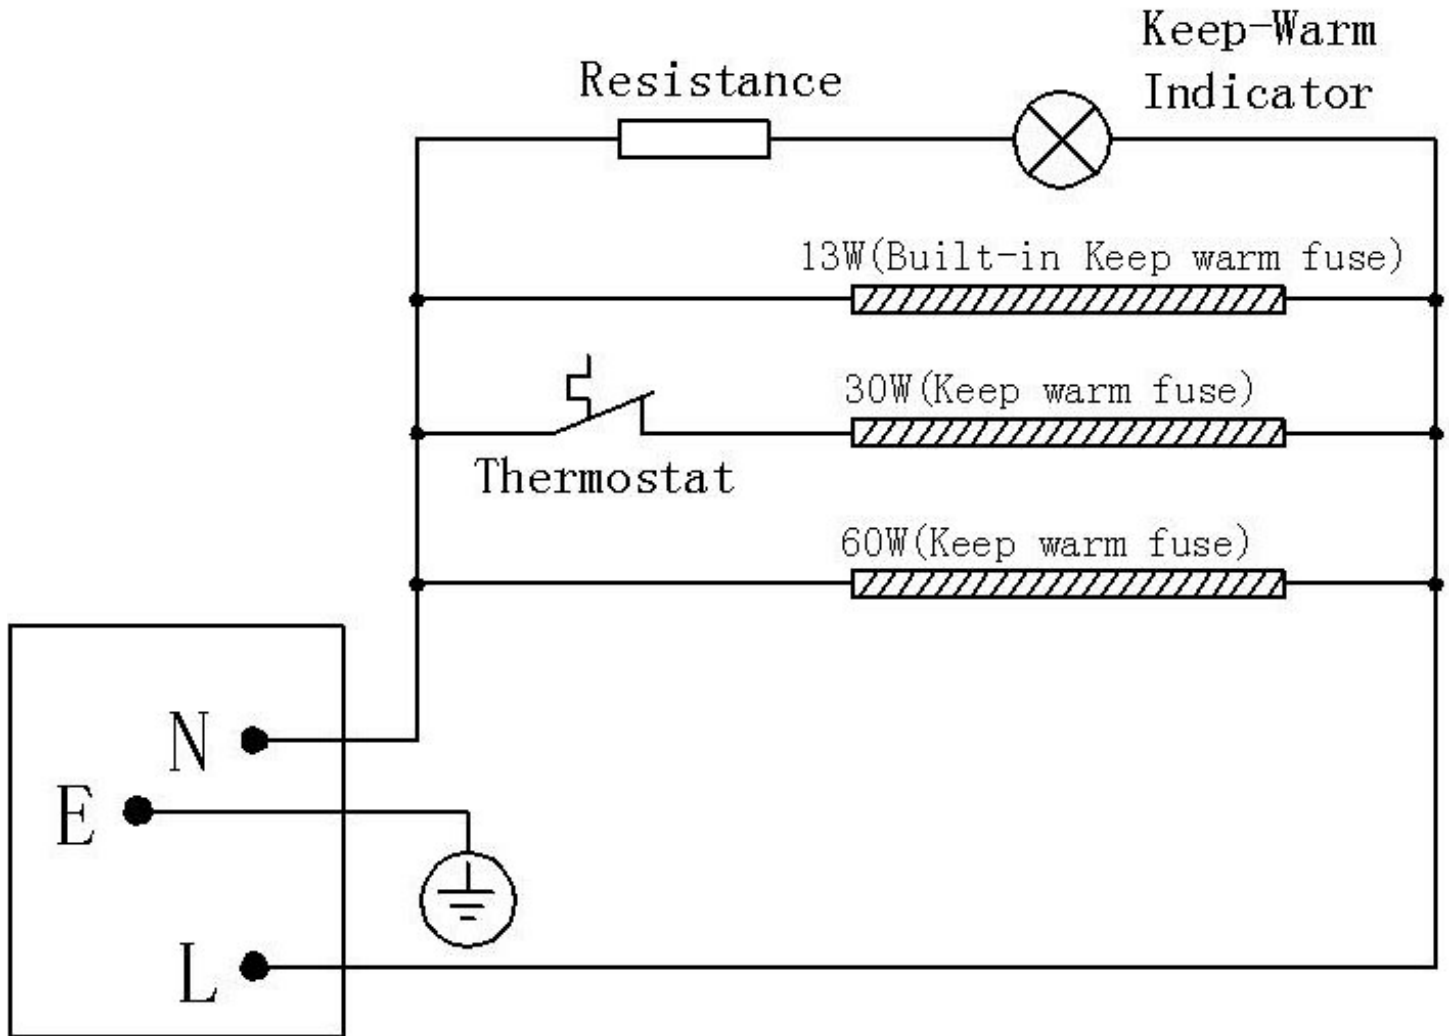 Keep-Warm
Indicator
Resistance
13W(Built-in Keep warm fuse)
30W(Keep warm fuse)
Thermostat
60W(Keep warm fuse)
N
E
L